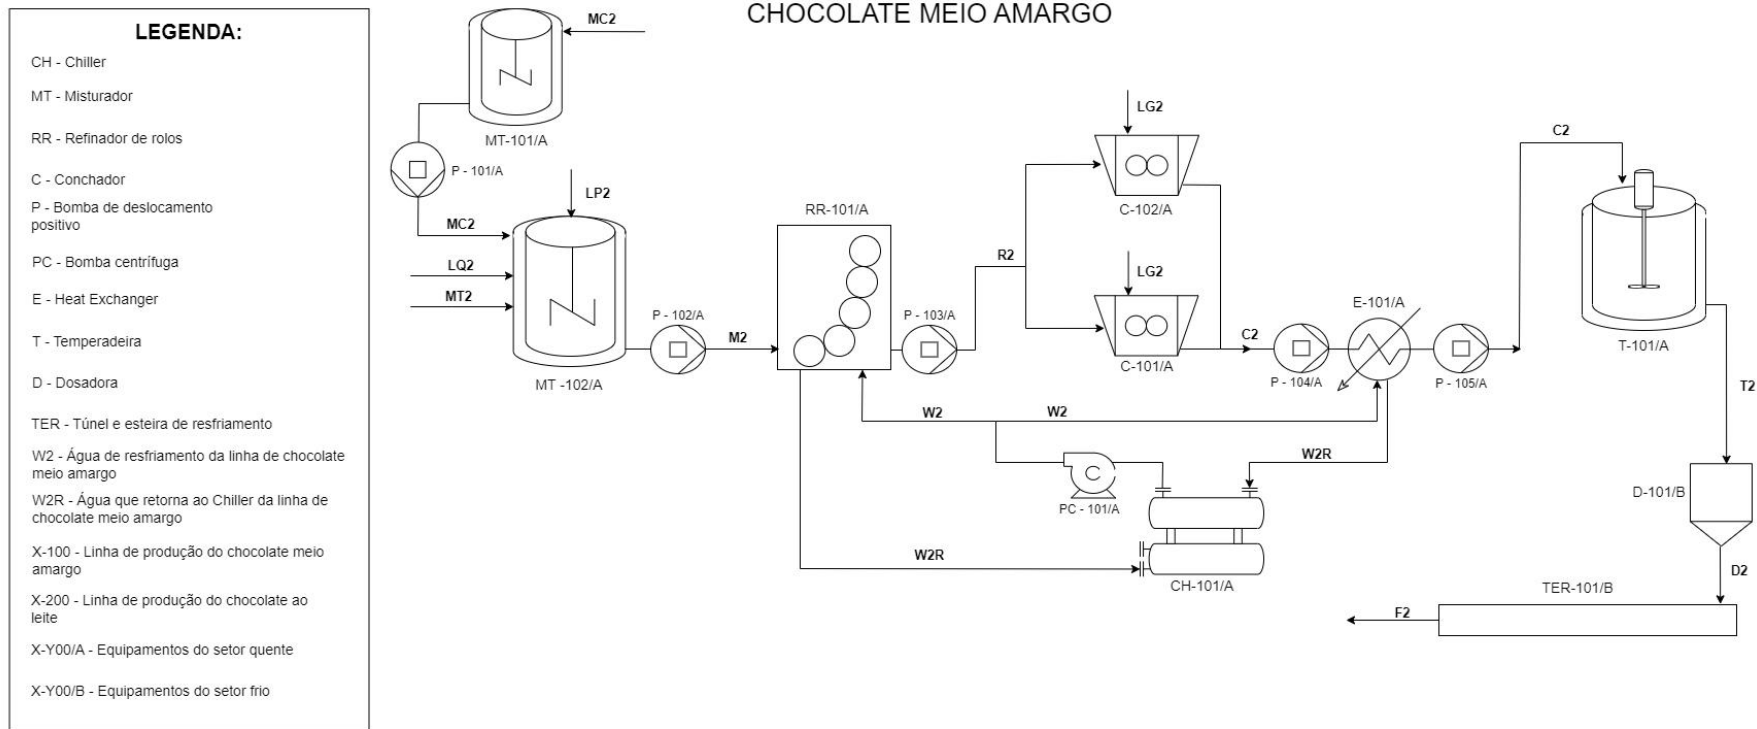 CHOCOLATE MEIO AMARGO
LEGENDA:
CH - Chiller
MT - Misturador
RR - Refinador de rolos
C - Conchador
P - Bomba de deslocamento
positivo
PC - Bomba centrífuga
E - Heat Exchanger
T - Temperadeira
D - Dosadora
TER - Túnel e esteira de resfriamento
W2 - Água de resfriamento da linha de chocolate
meio amargo
W2R - Água que retorna ao Chiller da linha de
chocolate meio amargo
X-100 - Linha de produção do chocolate meio
amargo
X-200 - Linha de produção do chocolate ao
leite
X-Y00/A - Equipamentos do setor quente
X-Y00/B - Equipamentos do setor frio
MC2
MT-101/A
P - 101/A
LP2
MC2
LQ2
MT2
MT -102/A
P - 102/A
M2
RR-101/A
P - 103/A
R2
LG2
C-102/A
LG2
C-101/A
C2
P - 104/A
E-101/A
P - 105/A
C2
T-101/A
T2
W2
W2
W2R
C
PC - 101/A
W2R
CH-101/A
D-101/B
D2
TER-101/B
F2